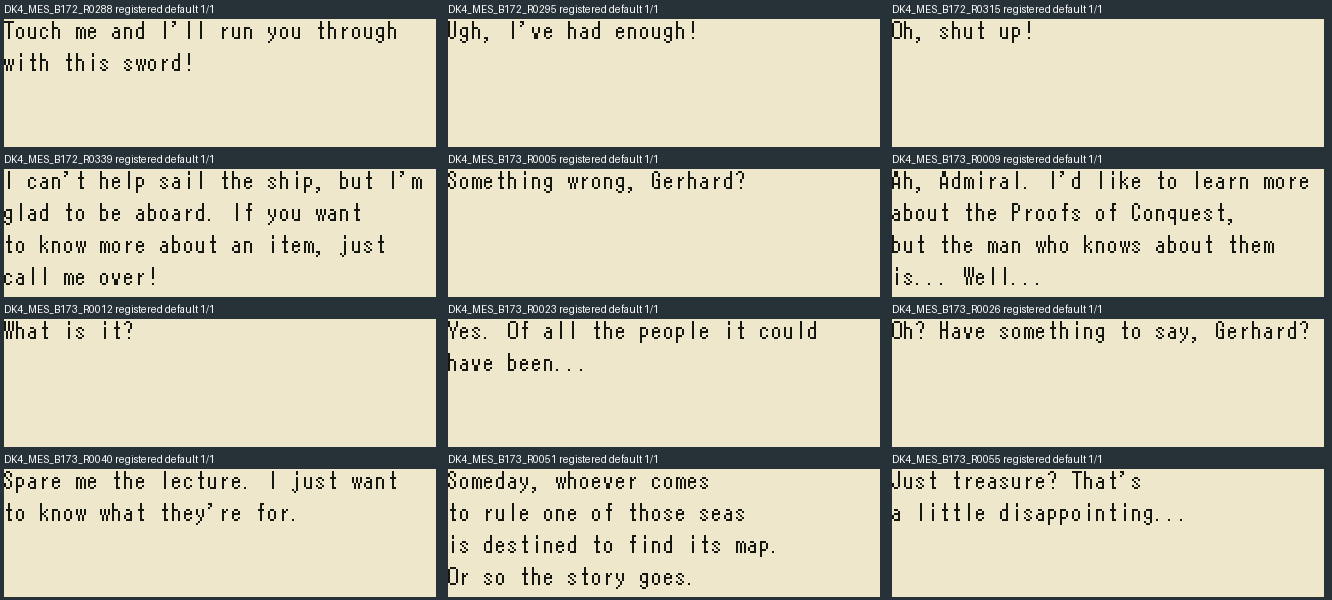 DK4_MES_B172_R0288 registered default 1/1
Touch me and I'll run you through
with this sword!
DK4_MES_B172_R0295 registered default 1/1
Ugh, I've had enough!
DK4_MES_B172_R0315 registered default 1/1
Oh, shut up!
DK4_MES_B172_R0339 registered default 1/1
I can't help sail the ship, but I'm
glad to be aboard. If you want
to know more about an item, just
call me over!
DK4_MES_B173_R0005 registered default 1/1
Something wrong, Gerhard?
DK4_MES_B173_R0009 registered default 1/1
Ah, Admiral. I'd like to learn more
about the Proofs of Conquest,
but the man who knows about them
is... Well...
DK4_MES_B173_R0012 registered default 1/1
What is it?
DK4_MES_B173_R0023 registered default 1/1
Yes. Of all the people it could
have been...
DK4_MES_B173_R0026 registered default 1/1
Oh? Have something to say, Gerhard?
DK4_MES_B173_R0040 registered default 1/1
Spare me the lecture. I just want
to know what they're for.
DK4_MES_B173_R0051 registered default 1/1
Someday, whoever comes
to rule one of those seas
is destined to find its map.
Or so the story goes.
DK4_MES_B173_R0055 registered default 1/1
Just treasure? That's
a little disappointing...